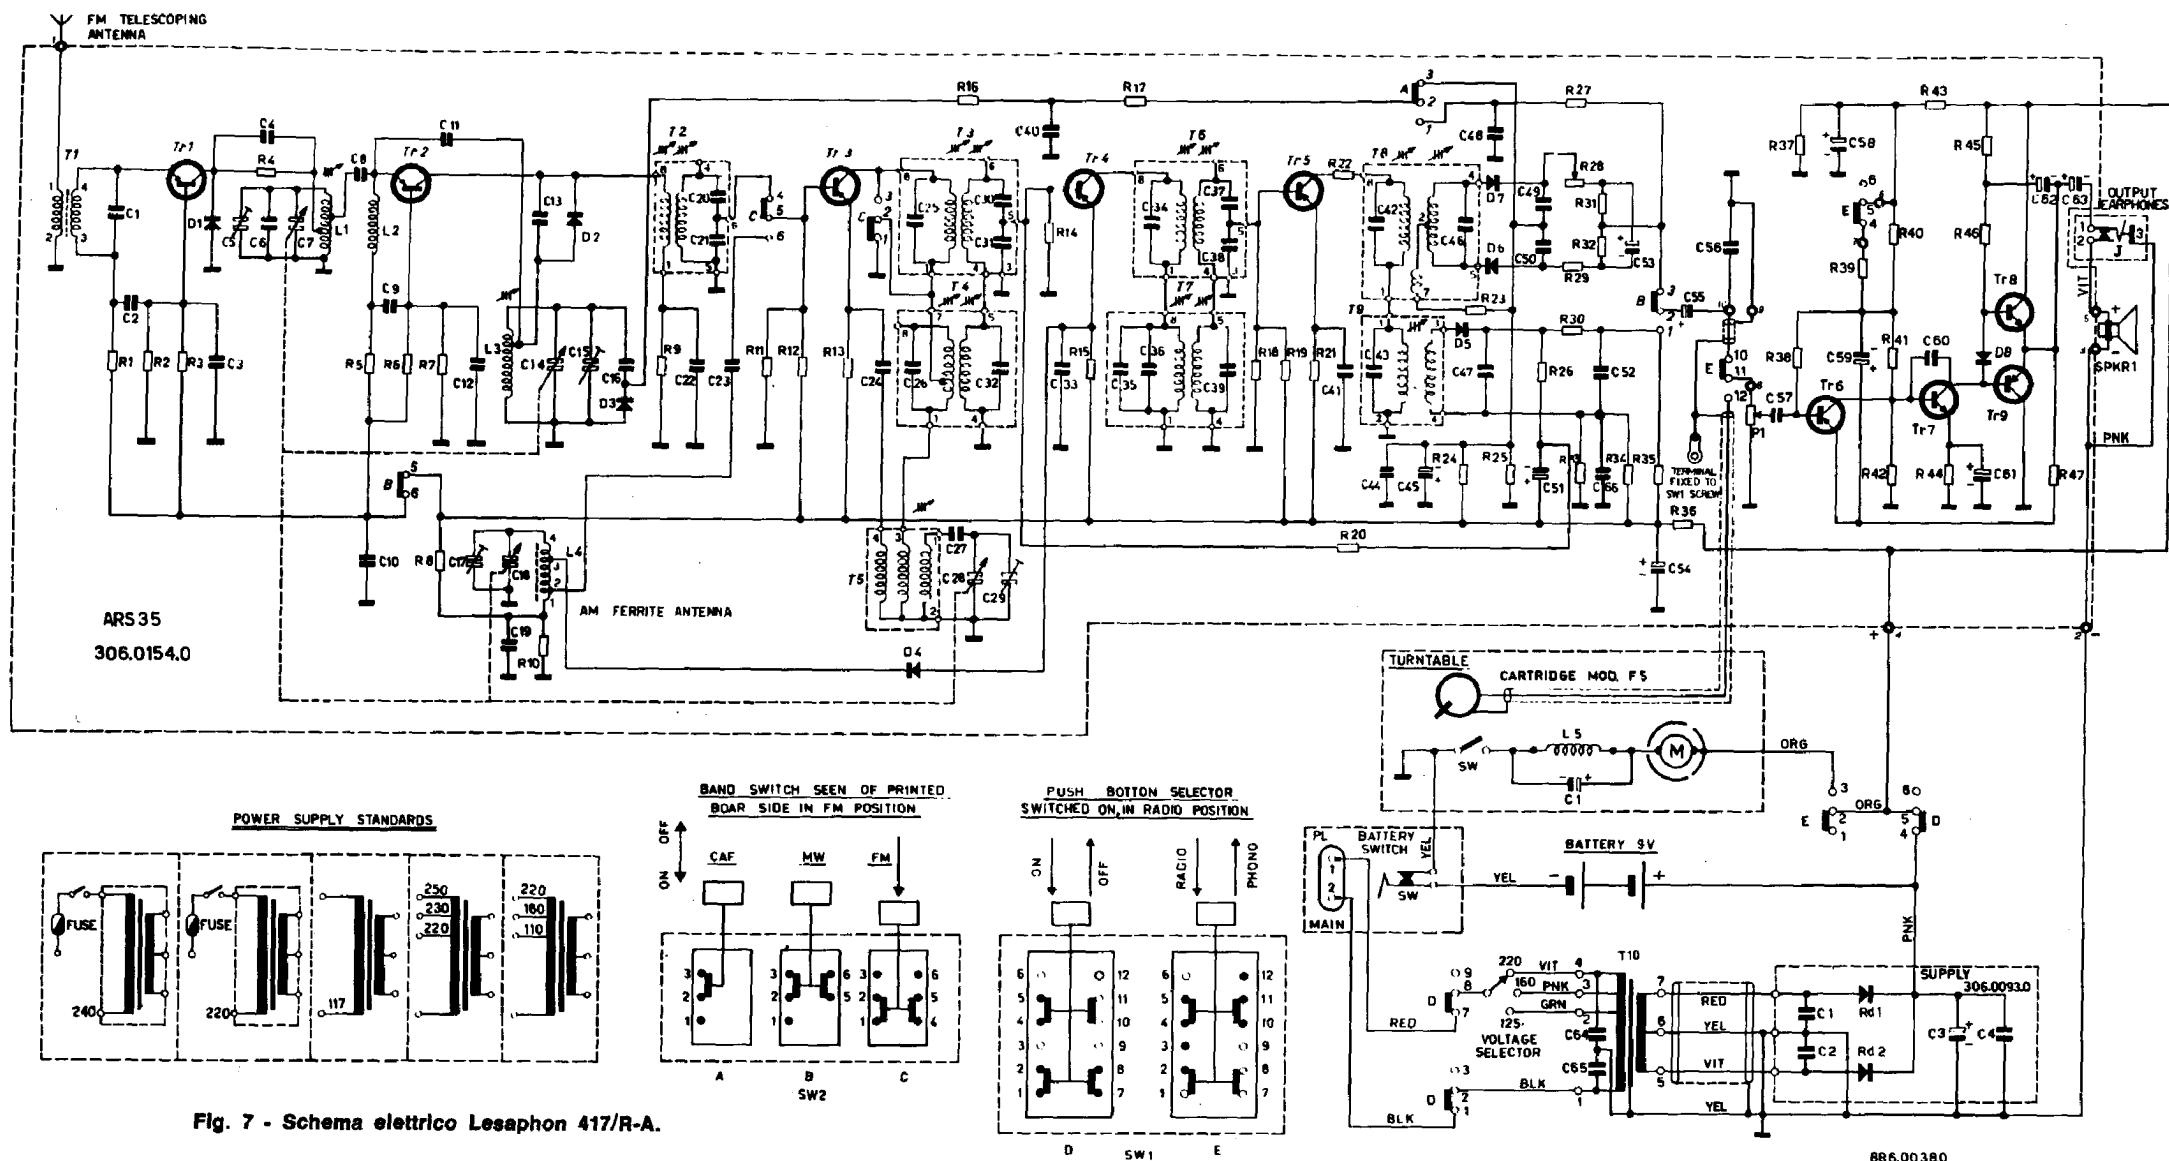 FM TELESCOPING
ANTENNA
T1
C1
Tr1
C4
R4
D1
C5
C6
C7
L1
C8
C11
Tr2
L2
C13
D2
T2
C20
C21
R16
C40
R17
Tr3
T3
C25
C30
C31
R14
Tr4
T6
C34
C37
C38
Tr5
R22
T8
C42
C46
D7
D6
C48
C49
C50
R27
R28
R31
R32
R29
C53
R23
C55
C56
R37
C58
R43
R45
R46
R40
R39
C62
C63
OUTPUT
EARPHONES
J
VIT
SPKR1
PNK
C2
R1
R2
R3
C3
C9
R5
R6
R7
C12
L3
C14
C15
C16
D3
R9
C22
C23
R11
R12
R13
C24
T4
C26
C32
C33
R15
T7
C35
C36
C39
R18
R19
R21
C41
T9
C43
D5
C47
R30
R26
C52
R38
C59
R41
C60
Tr6
Tr7
Tr8
D8
Tr9
C57
P1
C44
C45
R24
R25
C51
R34
R35
TERMINAL
FIXED TO
SW1 SCREW
R42
R44
C61
R47
R36
R20
C54
C10
R8
C17
C18
L4
AM FERRITE ANTENNA
C19
R10
T5
C27
C28
C29
D4
ARS35
306.0154.0
TURNTABLE
CARTRIDGE MOD. F5
SW
L5
C1
M
ORG
ORG
BAND SWITCH SEEN OF PRINTED
BOAR SIDE IN FM POSITION
PUSH BOTTON SELECTOR
SWITCHED ON, IN RADIO POSITION
POWER SUPPLY STANDARDS
FUSE
240
FUSE
220
117
250
230
220
220
160
110
ON OFF
CAF
MW
FM
A
B
C
SW2
ON
OFF
RADIO
PHONO
D
SW1
E
PL
BATTERY
SWITCH
YEL
SW
MAIN
YEL
BATTERY 9V
PNK
RED
BLK
220
160
125
VOLTAGE
SELECTOR
VIT
PNK
GRN
BLK
C64
C65
T10
RED
YEL
VIT
YEL
SUPPLY
306.0093.0
C1
C2
Rd1
Rd2
C3
C4
Fig. 7 - Schema elettrico Lesaphon 417/R-A.
8R6.00380